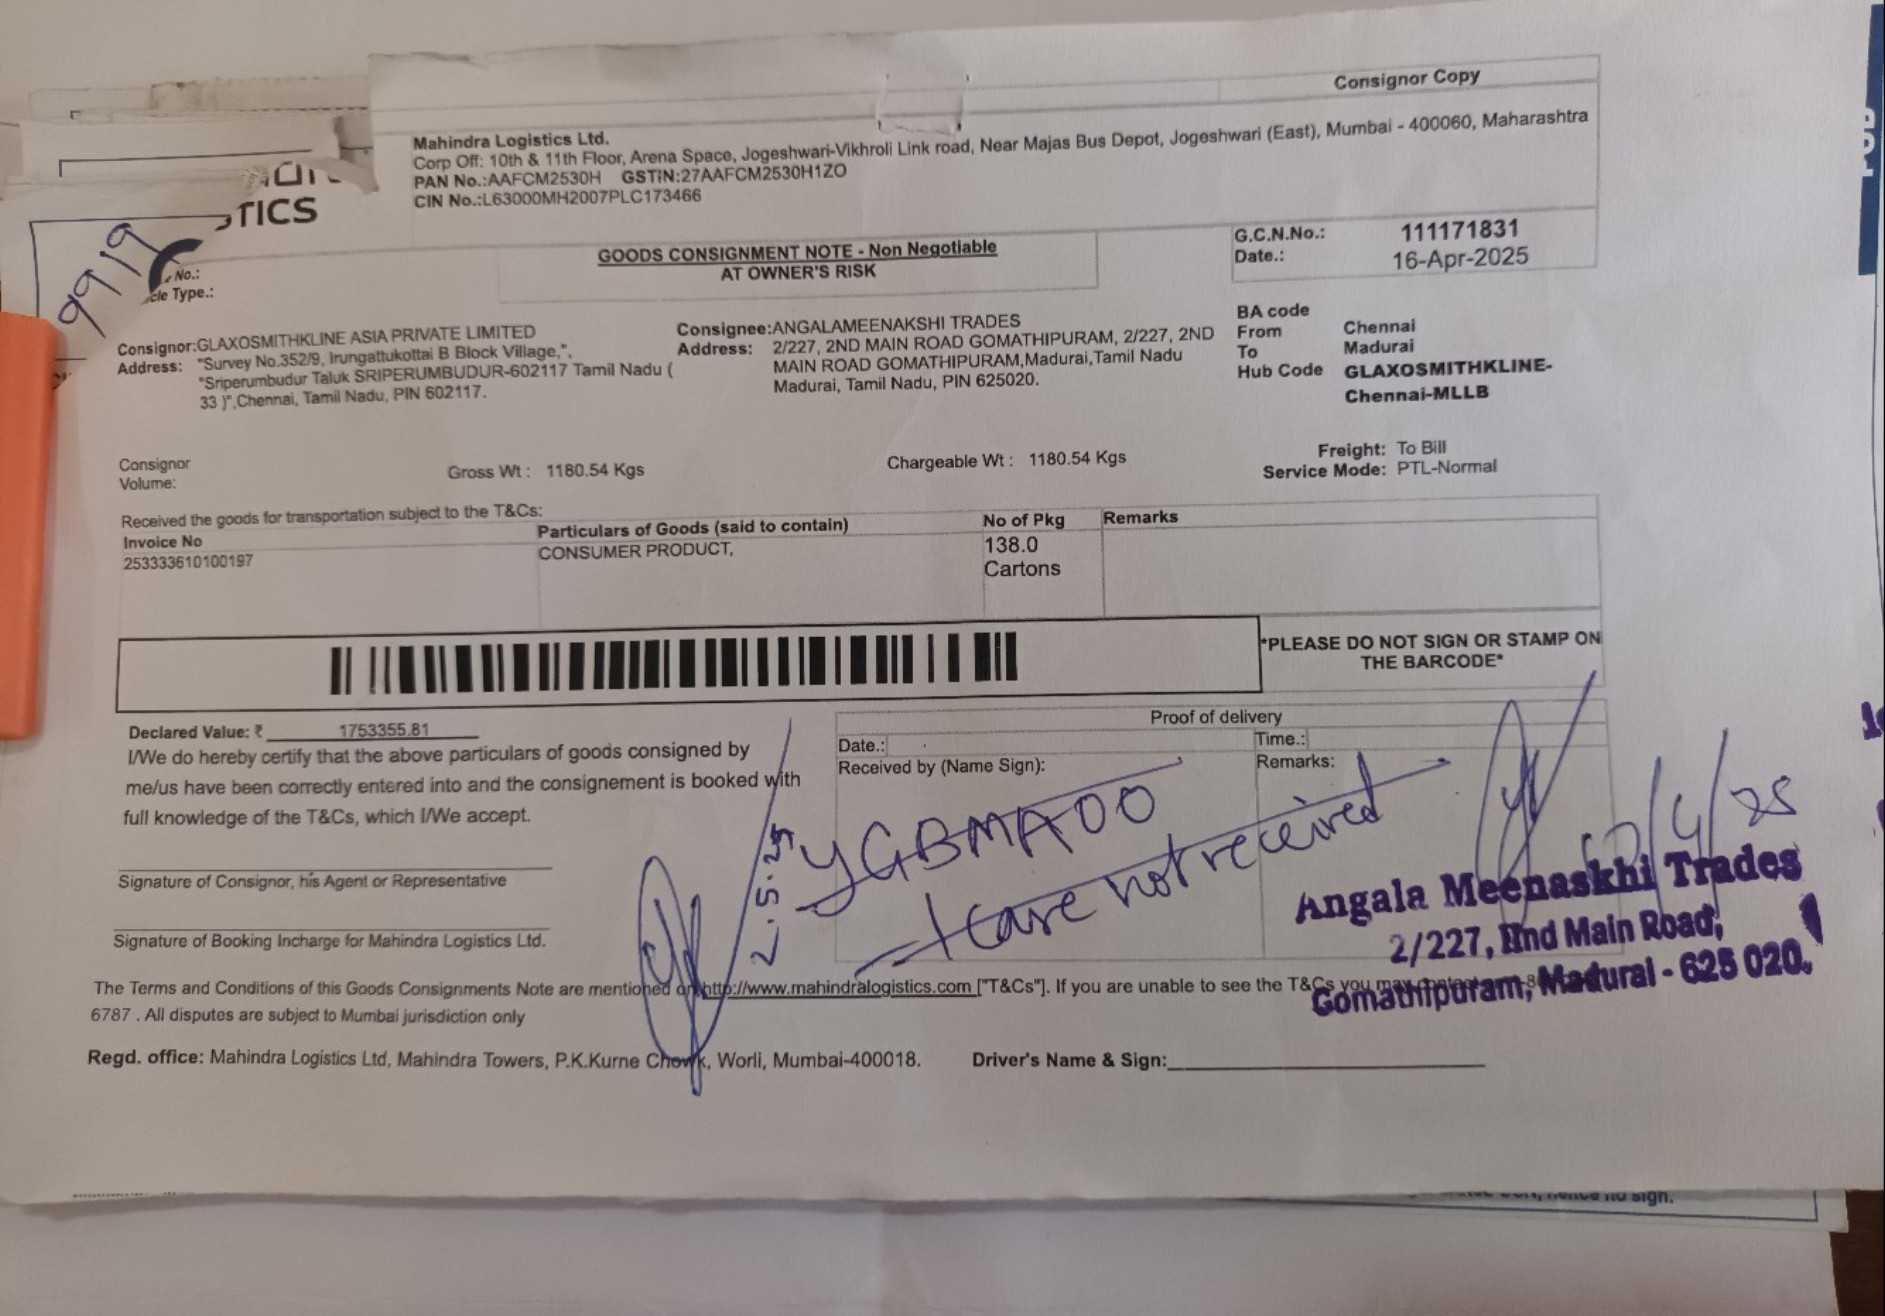 Consignor Copy
Mahindra Logistics Ltd.
Corp Off: 10th & 11th Floor, Arena Space, Jogeshwari-Vikhroli Link road, Near Majas Bus Depot, Jogeshwari (East), Mumbai - 400060, Maharashtra
PAN No.:AAFCM2530H GSTIN:27AAFCM2530H1ZO
CIN No.:L63000MH2007PLC173466
TICS
9919
GOODS CONSIGNMENT NOTE - Non Negotiable
AT OWNER'S RISK
G.C.N.No.: 111171831
Date.: 16-Apr-2025
No.:
cle Type.:
Consignor:GLAXOSMITHKLINE ASIA PRIVATE LIMITED
Address: "Survey No.352/9, Irungattukottai B Block Village,",
"Sriperumbudur Taluk SRIPERUMBUDUR-602117 Tamil Nadu (
33 )",Chennai, Tamil Nadu, PIN 602117.
Consignee:ANGALAMEENAKSHI TRADES
Address: 2/227, 2ND MAIN ROAD GOMATHIPURAM, 2/227, 2ND
MAIN ROAD GOMATHIPURAM,Madurai,Tamil Nadu
Madurai, Tamil Nadu, PIN 625020.
BA code
From Chennai
To Madurai
Hub Code GLAXOSMITHKLINE-
Chennai-MLLB
Consignor
Volume:
Gross Wt : 1180.54 Kgs
Chargeable Wt : 1180.54 Kgs
Freight: To Bill
Service Mode: PTL-Normal
Received the goods for transportation subject to the T&Cs:
Invoice No Particulars of Goods (said to contain) No of Pkg Remarks
253333610100197 CONSUMER PRODUCT, 138.0
Cartons
*PLEASE DO NOT SIGN OR STAMP ON
THE BARCODE*
Declared Value: ₹ 1753355.81
I/We do hereby certify that the above particulars of goods consigned by
me/us have been correctly entered into and the consignement is booked with
full knowledge of the T&Cs, which I/We accept.
Proof of delivery
Date.: Time.:
Received by (Name Sign): Remarks:
YGBMA00
1 Case not received
2.5.25
/4/25
Angala Meenaskhi Trades
2/227, IInd Main Road,
Gomathipuram, Madurai - 625 020.
Signature of Consignor, his Agent or Representative
Signature of Booking Incharge for Mahindra Logistics Ltd.
The Terms and Conditions of this Goods Consignments Note are mentioned on http://www.mahindralogistics.com ["T&Cs"]. If you are unable to see the T&Cs you may
6787 . All disputes are subject to Mumbai jurisdiction only
Regd. office: Mahindra Logistics Ltd, Mahindra Towers, P.K.Kurne Chowk, Worli, Mumbai-400018.
Driver's Name & Sign:
hence no sign.
POD